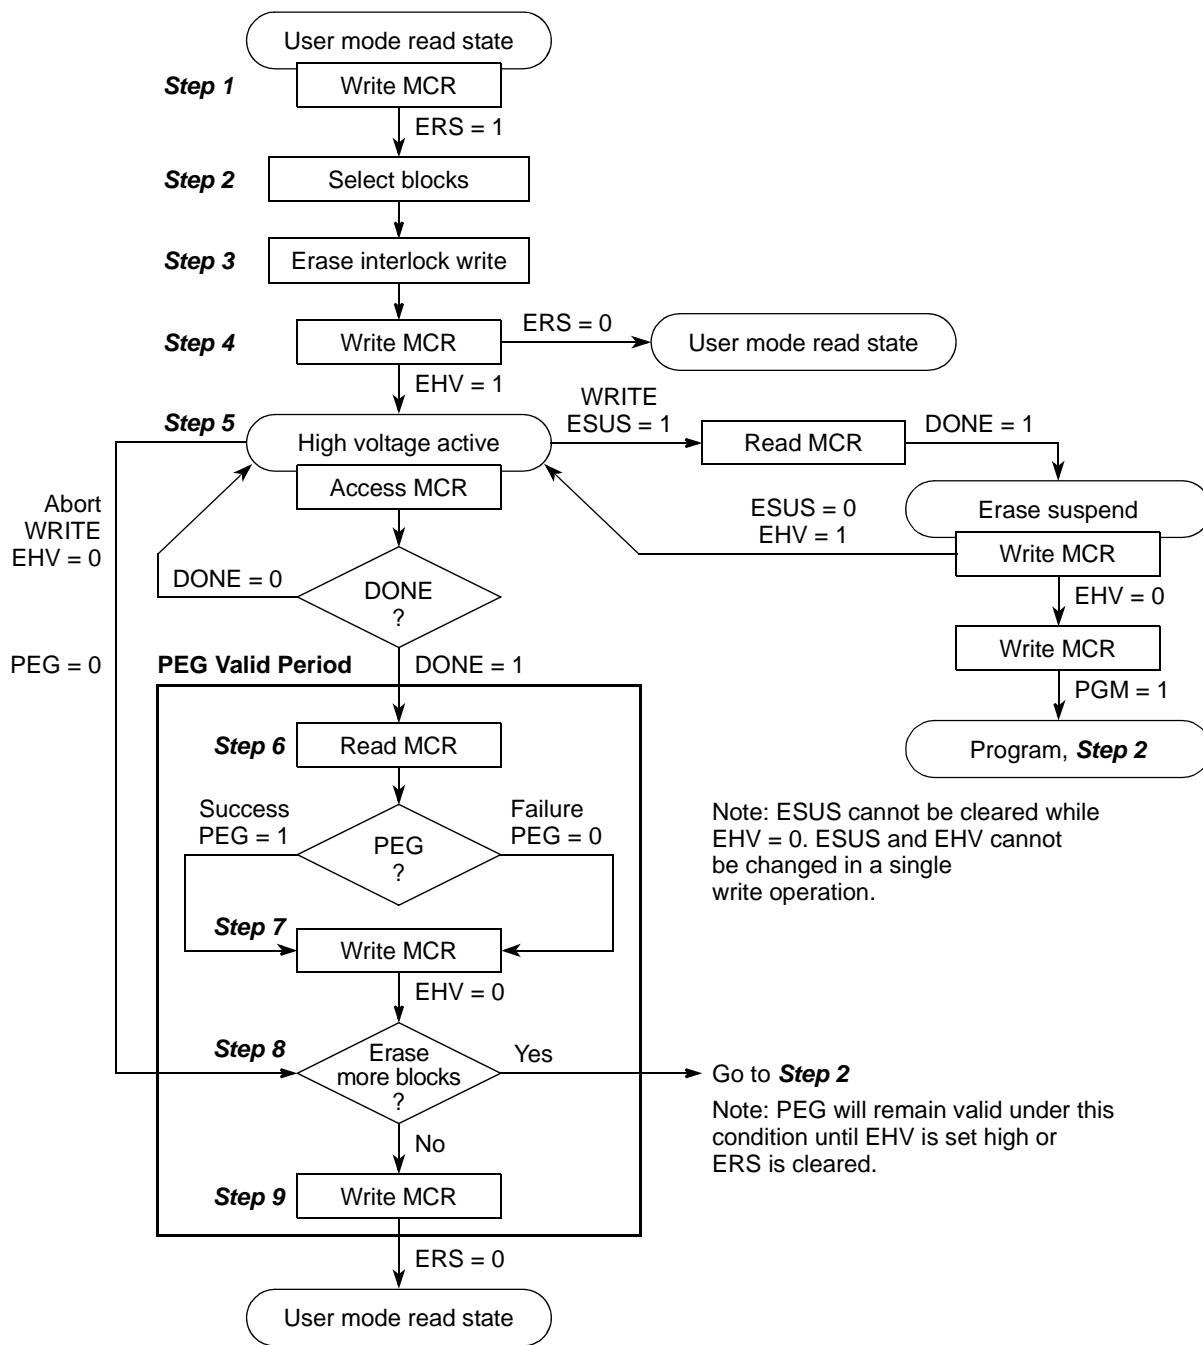 User mode read state
Step 1
Write MCR
ERS = 1
Step 2
Select blocks
Step 3
Erase interlock write
Step 4
Write MCR
ERS = 0
User mode read state
EHV = 1
Step 5
High voltage active
WRITE
ESUS = 1
Read MCR
DONE = 1
Access MCR
Abort
WRITE
EHV = 0
ESUS = 0
EHV = 1
Erase suspend
Write MCR
DONE = 0
DONE
?
EHV = 0
Write MCR
PEG = 0
PEG Valid Period
DONE = 1
PGM = 1
Step 6
Read MCR
Program, Step 2
Success
PEG = 1
Failure
PEG = 0
PEG
?
Note: ESUS cannot be cleared while
EHV = 0. ESUS and EHV cannot
be changed in a single
write operation.
Step 7
Write MCR
EHV = 0
Step 8
Erase
more blocks
?
Yes
Go to Step 2
Note: PEG will remain valid under this
condition until EHV is set high or
ERS is cleared.
No
Step 9
Write MCR
ERS = 0
User mode read state